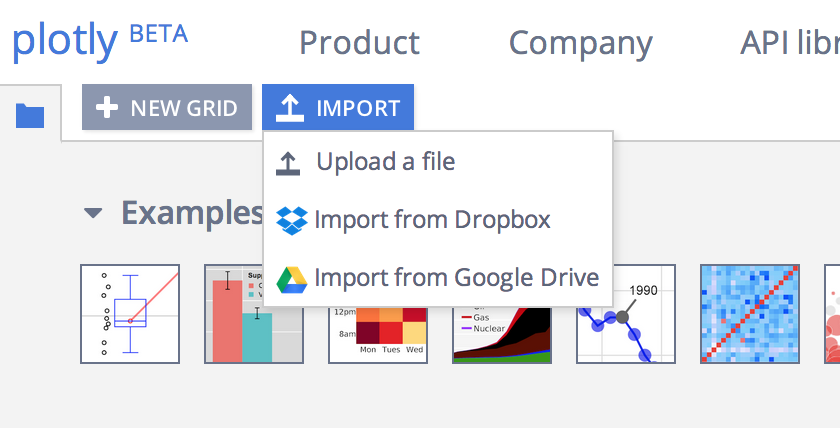 plotly BETA
Product
Company
API libr
NEW GRID
IMPORT
Upload a file
Import from Dropbox
Import from Google Drive
Examples
Supp
12pm
8am
Mon Tues Wed
Gas
Nuclear
1990